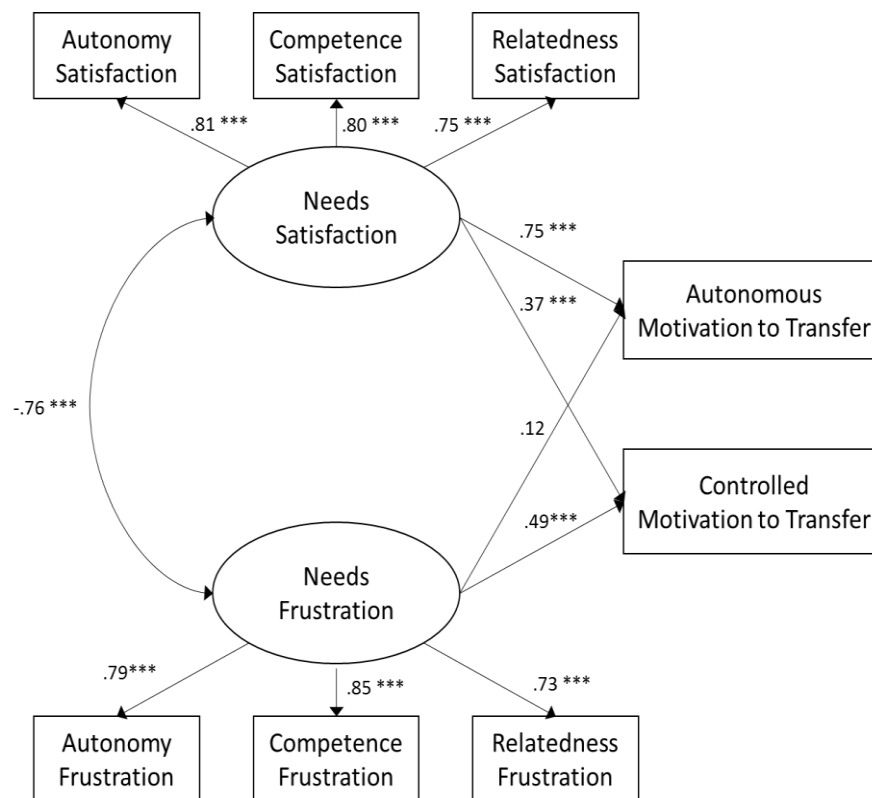 Autonomy
Satisfaction
Competence
Satisfaction
Relatedness
Satisfaction
.81 ***
.80 ***
.75 ***
Needs
Satisfaction
.75 ***
.37 ***
Autonomous
Motivation to Transfer
-.76 ***
.12
Controlled
Motivation to Transfer
.49***
Needs
Frustration
.79***
.85 ***
.73 ***
Autonomy
Frustration
Competence
Frustration
Relatedness
Frustration